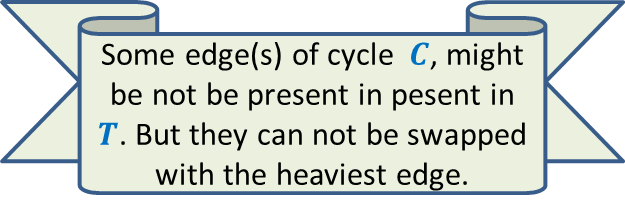 Some edge(s) of cycle C, might
be not be present in pesent in
T. But they can not be swapped
with the heaviest edge.